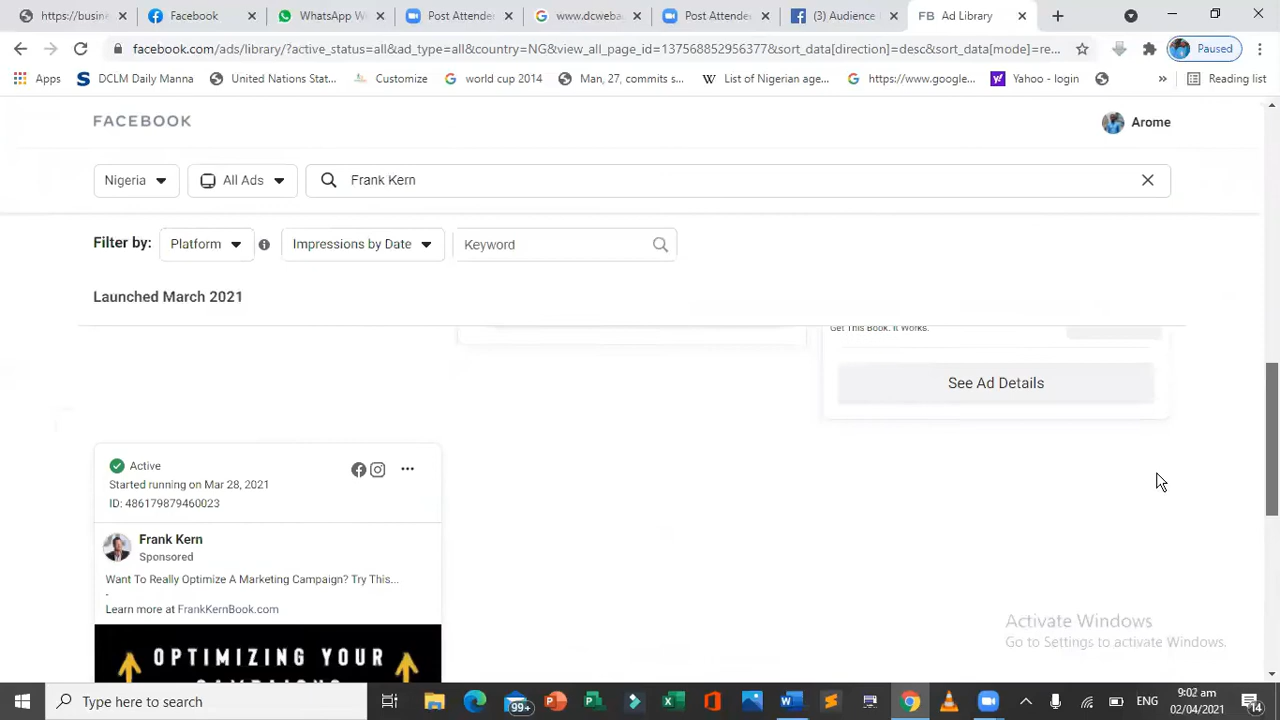 https://busine
Facebook
WhatsApp W
Post Attende
www.dcweba
Post Attende
(3) Audience
FB Ad Library
facebook.com/ads/library/?active_status=all&ad_type=all&country=NG&view_all_page_id=137568852956377&sort_data[direction]=desc&sort_data[mode]=re...
Paused
Apps
DCLM Daily Manna
United Nations Stat...
Customize
world cup 2014
Man, 27, commits s...
List of Nigerian age...
https://www.google...
Yahoo - login
»
Reading list
FACEBOOK
Arome
Nigeria
All Ads
Frank Kern
Filter by:
Platform
Impressions by Date
Keyword
Launched March 2021
Get This Book. It Works.
See Ad Details
Active
Started running on Mar 28, 2021
ID: 486179879460023
Frank Kern
Sponsored
Want To Really Optimize A Marketing Campaign? Try This...
.
Learn more at FrankKernBook.com
OPTIMIZING YOUR
CAMPAIGNS
Activate Windows
Go to Settings to activate Windows.
Type here to search
99+
ENG
9:02 am
02/04/2021
14